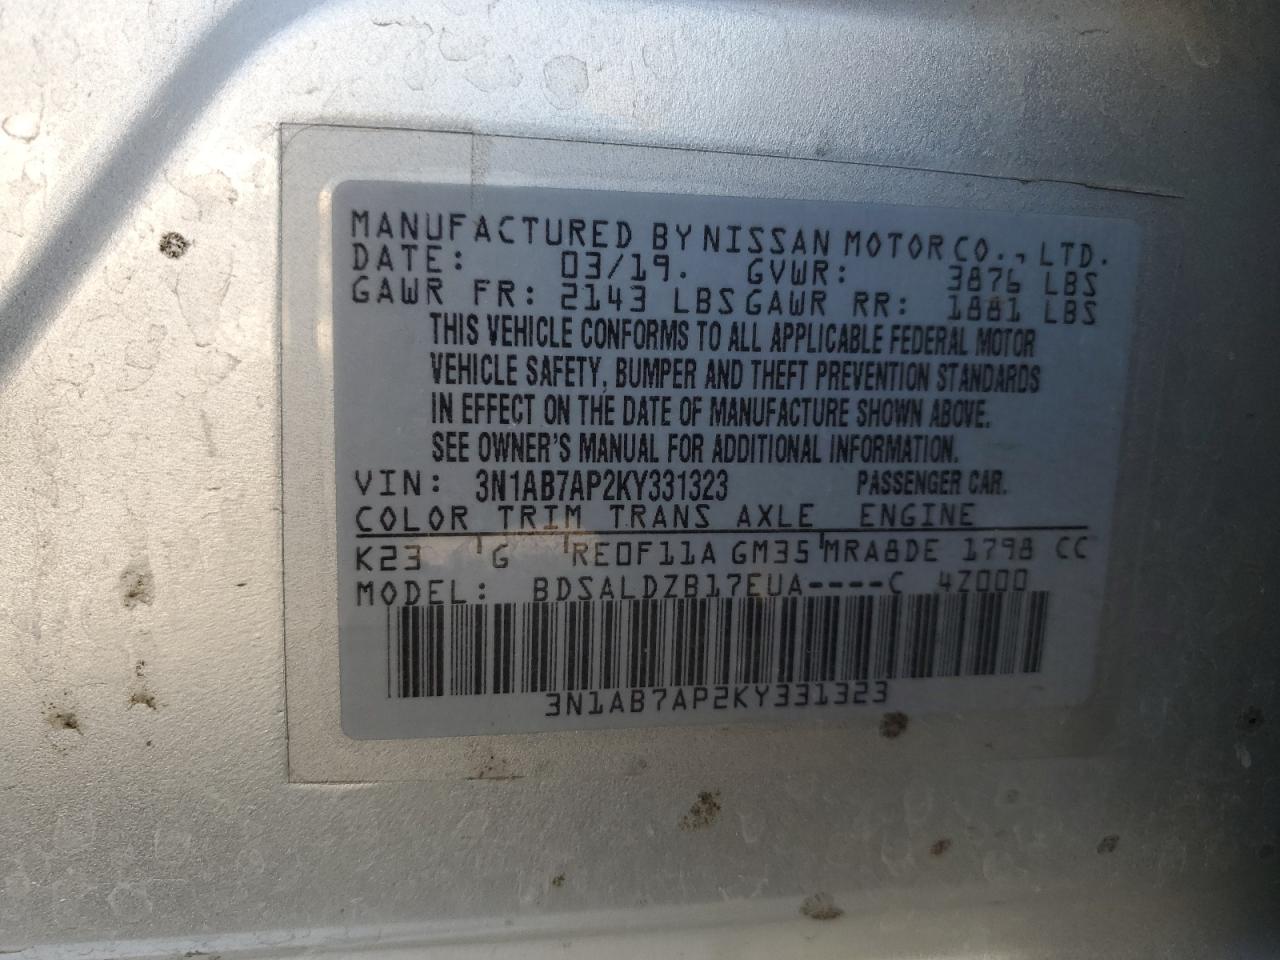 MANUFACTURED BY NISSAN MOTOR CO., LTD.
DATE: 03/19. GVWR: 3876 LBS
GAWR FR: 2143 LBS GAWR RR: 1881 LBS
THIS VEHICLE CONFORMS TO ALL APPLICABLE FEDERAL MOTOR
VEHICLE SAFETY, BUMPER AND THEFT PREVENTION STANDARDS
IN EFFECT ON THE DATE OF MANUFACTURE SHOWN ABOVE.
SEE OWNER'S MANUAL FOR ADDITIONAL INFORMATION.
VIN: 3N1AB7AP2KY331323 PASSENGER CAR.
COLOR TRIM TRANS AXLE ENGINE
K23 G RE0F11A GM35 MRA8DE 1798 CC
MODEL: BDSALDZB17EUA----C 4Z000
3N1AB7AP2KY331323